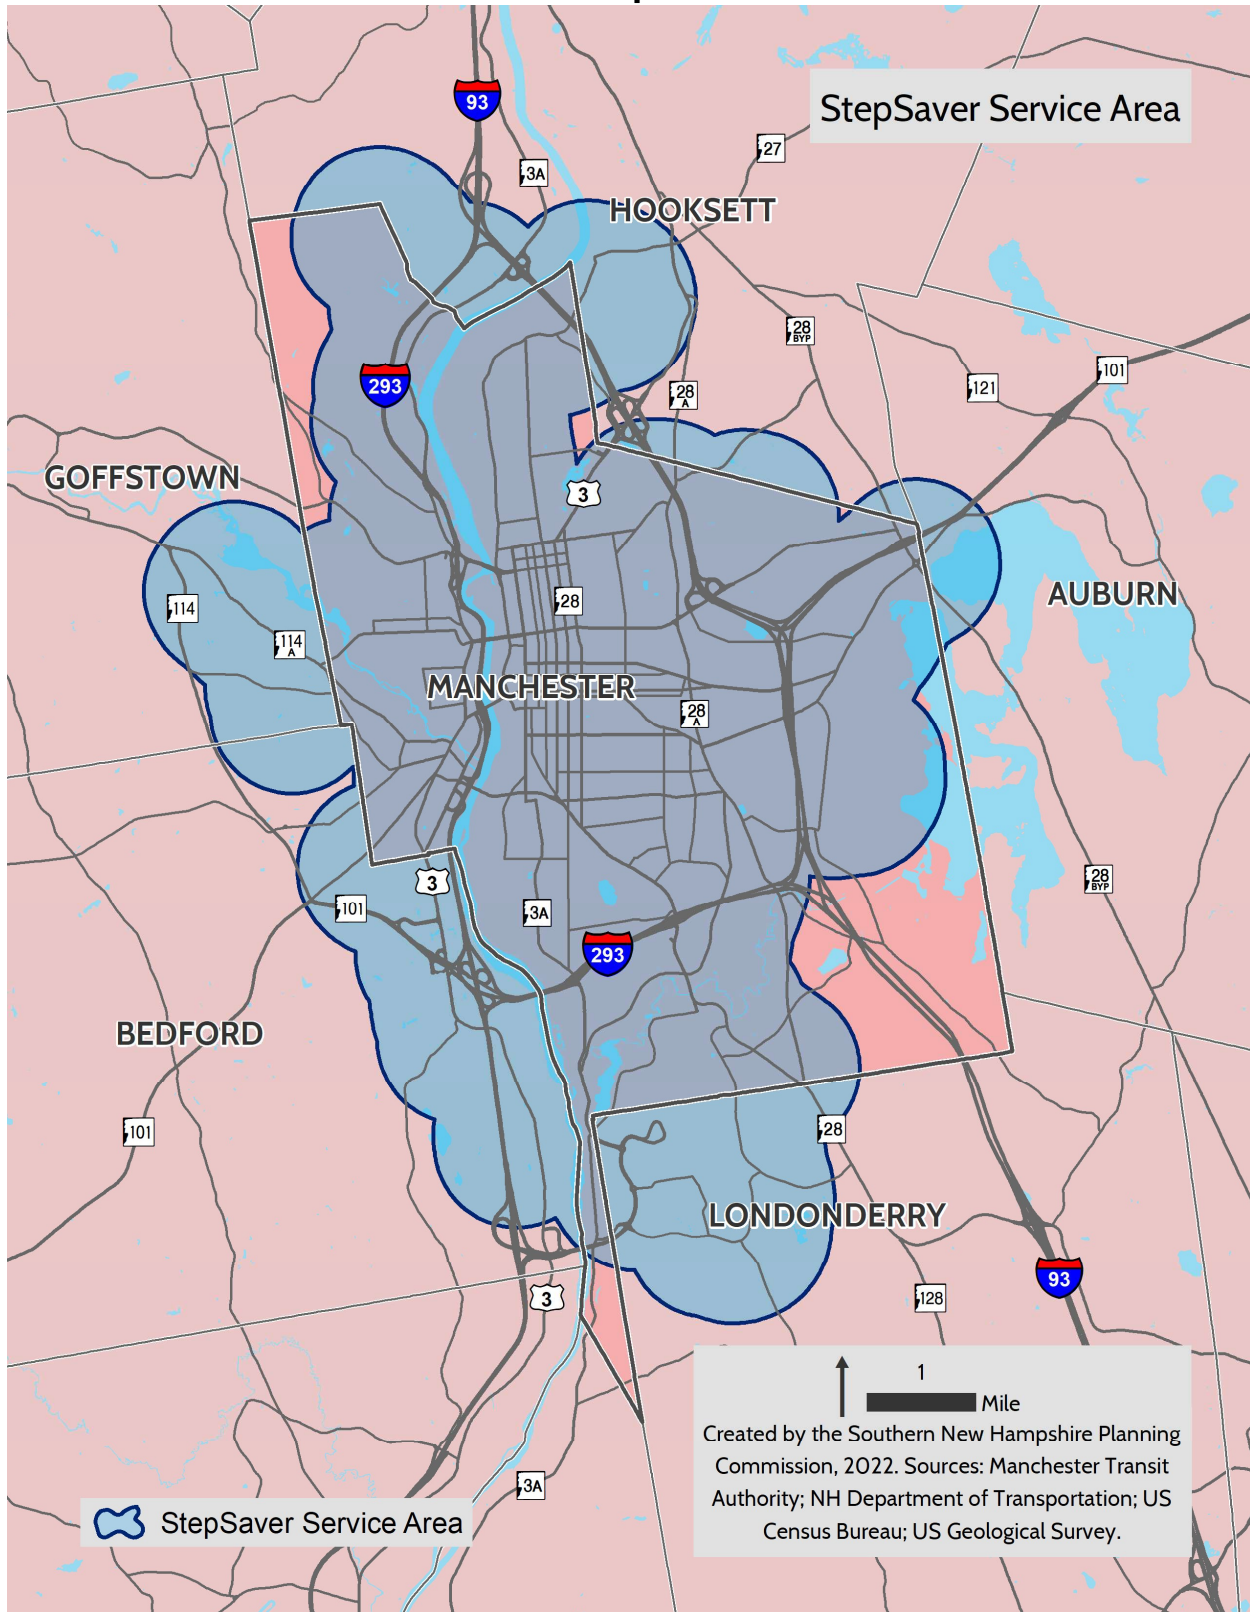 93
StepSaver Service Area
27
3A
HOOKSETT
28
BYP
101
293
121
28
A
GOFFSTOWN
3
AUBURN
114
28
114
A
MANCHESTER
28
A
3
28
BYP
101
3A
293
BEDFORD
101
28
LONDONDERRY
93
3
128
1
Mile
Created by the Southern New Hampshire Planning
Commission, 2022. Sources: Manchester Transit
Authority; NH Department of Transportation; US
Census Bureau; US Geological Survey.
3A
StepSaver Service Area